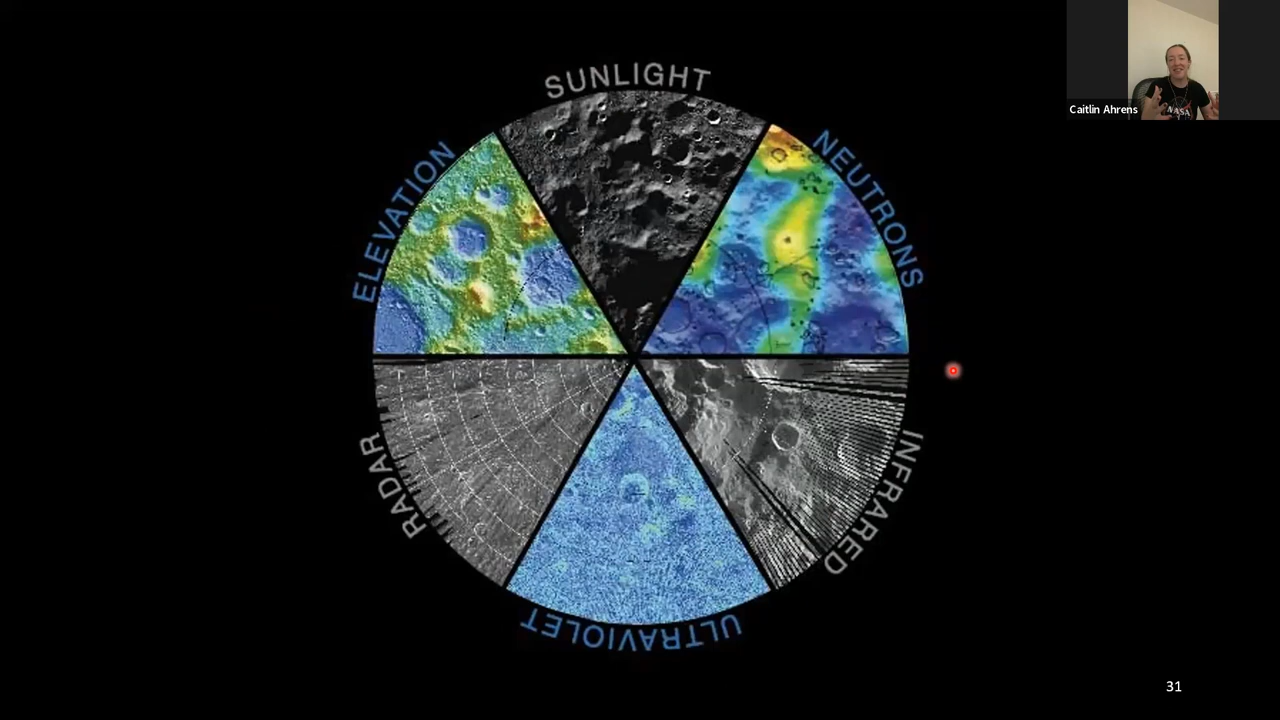 SUNLIGHT
NEUTRONS
INFRARED
ULTRAVIOLET
RADAR
ELEVATION
Caitlin Ahrens
NASA
31